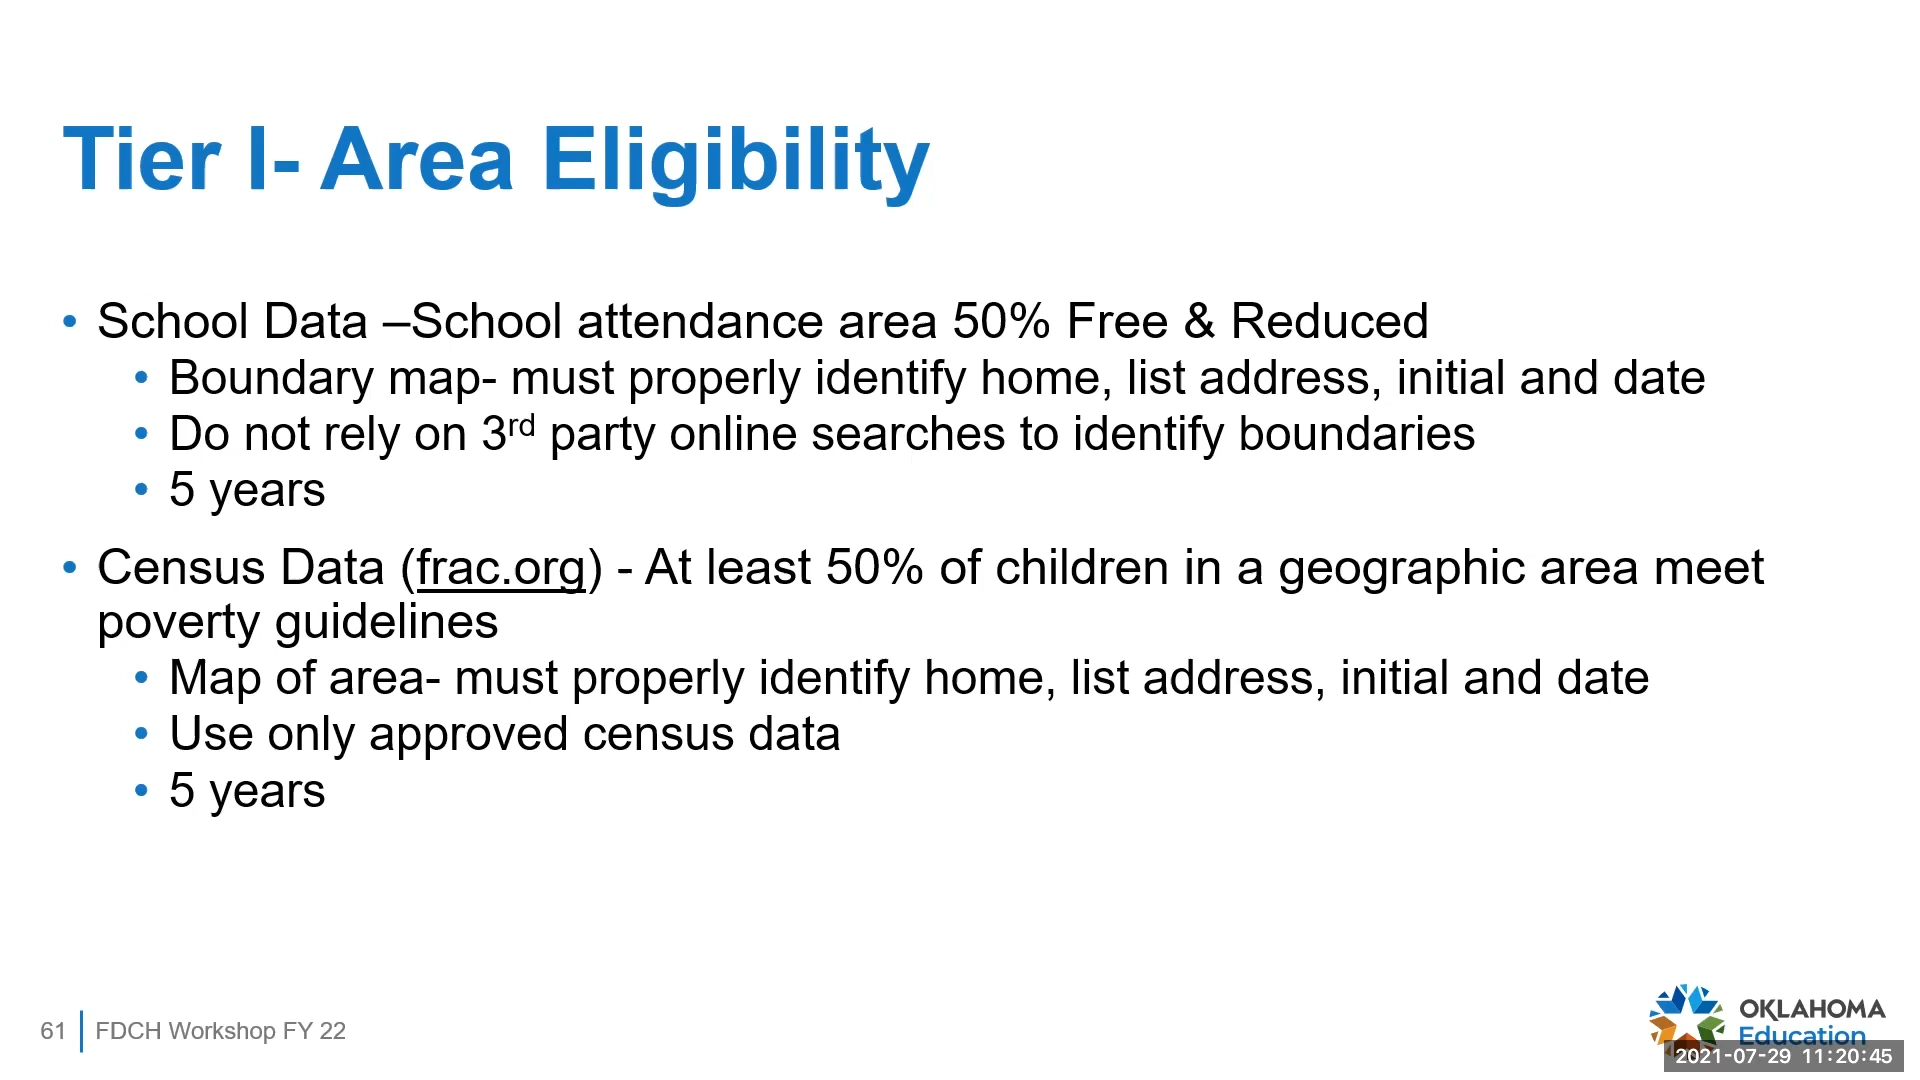 Tier I- Area Eligibility
• School Data –School attendance area 50% Free & Reduced
• Boundary map- must properly identify home, list address, initial and date
• Do not rely on 3rd party online searches to identify boundaries
• 5 years
• Census Data (frac.org) - At least 50% of children in a geographic area meet
poverty guidelines
• Map of area- must properly identify home, list address, initial and date
• Use only approved census data
• 5 years
61
FDCH Workshop FY 22
OKLAHOMA
Education
2021-07-29 11:20:45